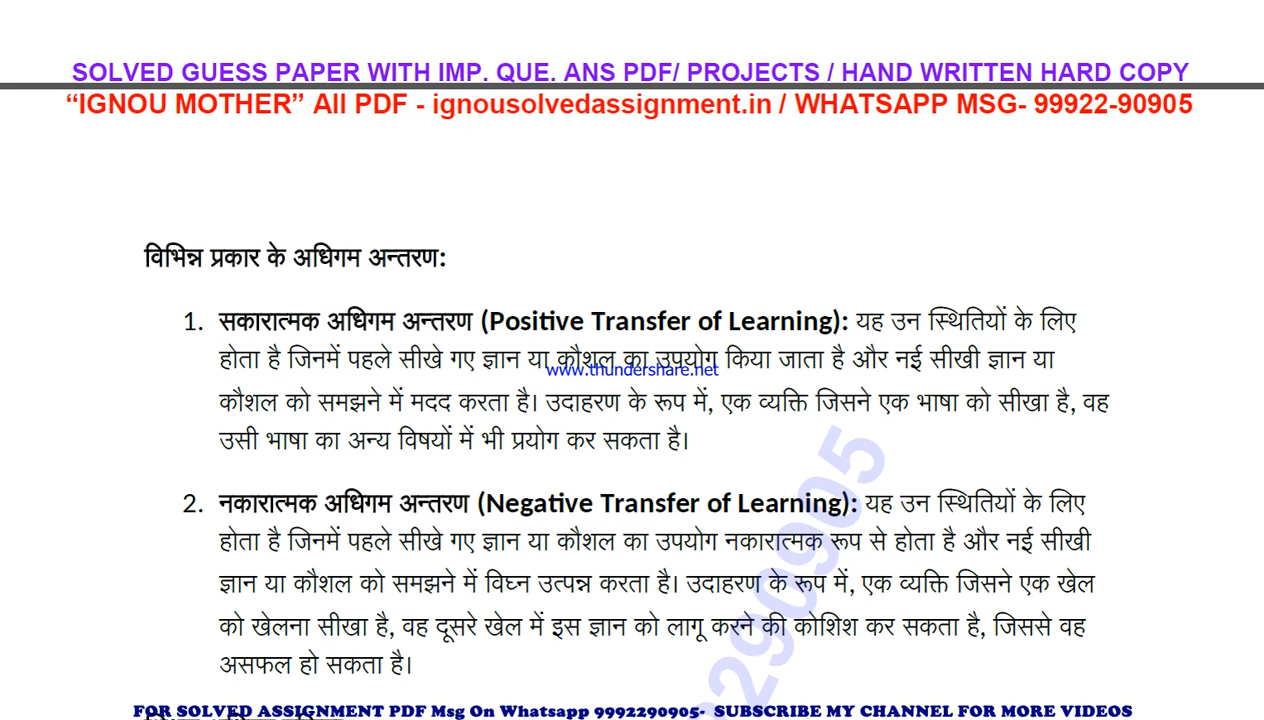 SOLVED GUESS PAPER WITH IMP. QUE. ANS PDF/ PROJECTS / HAND WRITTEN HARD COPY
“IGNOU MOTHER” All PDF - ignousolvedassignment.in / WHATSAPP MSG- 99922-90905
विभिन्न प्रकार के अधिगम अन्तरण:
1. सकारात्मक अधिगम अन्तरण (Positive Transfer of Learning): यह उन स्थितियों के लिए
होता है जिनमें पहले सीखे गए ज्ञान या कौशल का उपयोग किया जाता है और नई सीखी ज्ञान या
www.thundershare.net
कौशल को समझने में मदद करता है। उदाहरण के रूप में, एक व्यक्ति जिसने एक भाषा को सीखा है, वह
उसी भाषा का अन्य विषयों में भी प्रयोग कर सकता है।
2. नकारात्मक अधिगम अन्तरण (Negative Transfer of Learning): यह उन स्थितियों के लिए
होता है जिनमें पहले सीखे गए ज्ञान या कौशल का उपयोग नकारात्मक रूप से होता है और नई सीखी
ज्ञान या कौशल को समझने में विघ्न उत्पन्न करता है। उदाहरण के रूप में, एक व्यक्ति जिसने एक खेल
को खेलना सीखा है, वह दूसरे खेल में इस ज्ञान को लागू करने की कोशिश कर सकता है, जिससे वह
असफल हो सकता है।
2290905
FOR SOLVED ASSIGNMENT PDF Msg On Whatsapp 9992290905- SUBSCRIBE MY CHANNEL FOR MORE VIDEOS